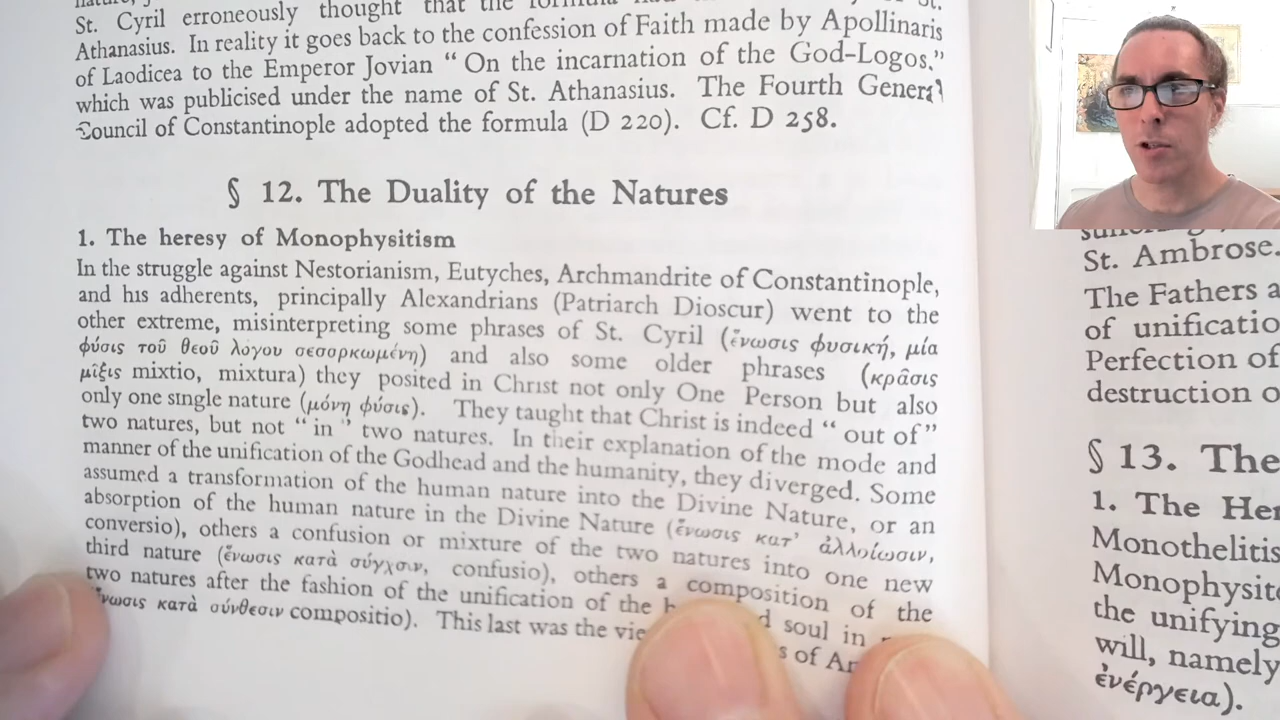 St. Cyril erroneously thought that the
Athanasius. In reality it goes back to the confession of Faith made by Apollinaris
of Laodicea to the Emperor Jovian “ On the incarnation of the God-Logos,”
which was publicised under the name of St. Athanasius. The Fourth General
Council of Constantinople adopted the formula (D 220). Cf. D 258.
§ 12. The Duality of the Natures
1. The heresy of Monophysitism
In the struggle against Nestorianism, Eutyches, Archmandrite of Constantinople,
and his adherents, principally Alexandrians (Patriarch Dioscur) went to the
other extreme, misinterpreting some phrases of St. Cyril (ἕνωσις φυσική, μία
φύσις τοῦ θεοῦ λόγου σεσαρκωμένη) and also some older phrases (κρᾶσις
μῖξις mixtio, mixtura) they posited in Christ not only One Person but also
only one single nature (μόνη φύσις). They taught that Christ is indeed “ out of ”
two natures, but not “ in ” two natures. In their explanation of the mode and
manner of the unification of the Godhead and the humanity, they diverged. Some
assumed a transformation of the human nature into the Divine Nature, or an
absorption of the human nature in the Divine Nature (ἕνωσις κατ’ ἀλλοίωσιν,
conversio), others a confusion or mixture of the two natures into one new
third nature (ἕνωσις κατὰ σύγχσιν, confusio), others a composition of the
two natures after the fashion of the unification of the soul in
κατὰ σύνθεσιν compositio). This last was the of
St. Ambrose.
The Fathers
of
Perfection of
destruction
§ 13. The
1. The
the
will, namely
ἐνέργεια).